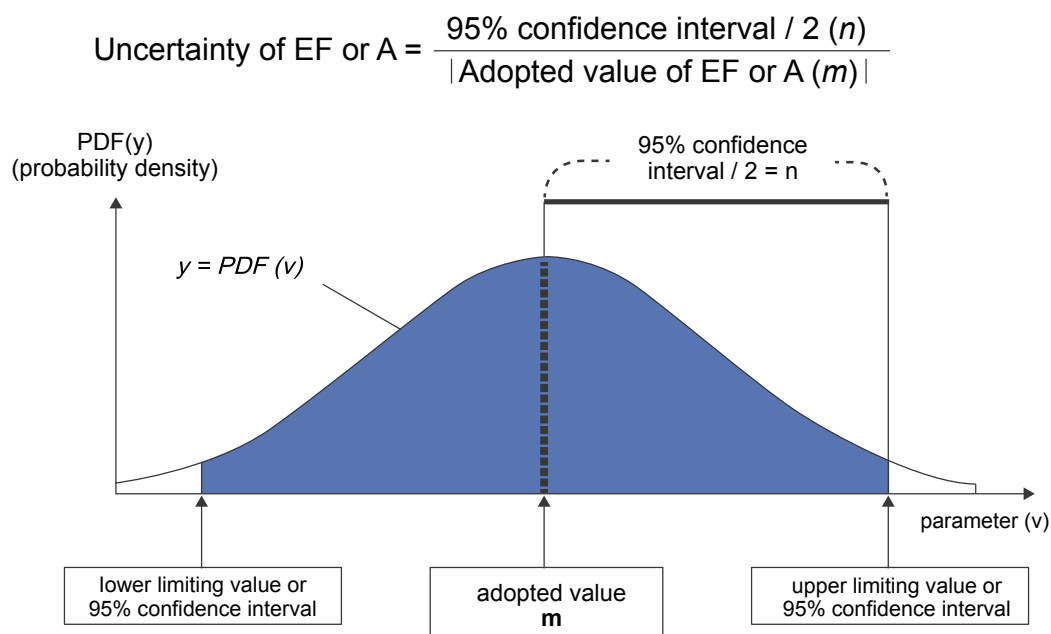 Uncertainty of EF or A = 95% confidence interval / 2 (n)
|Adopted value of EF or A (m)|
PDF(y)
(probability density)
95% confidence
interval / 2 = n
y = PDF (v)
parameter (v)
lower limiting value or
95% confidence interval
adopted value
m
upper limiting value or
95% confidence interval